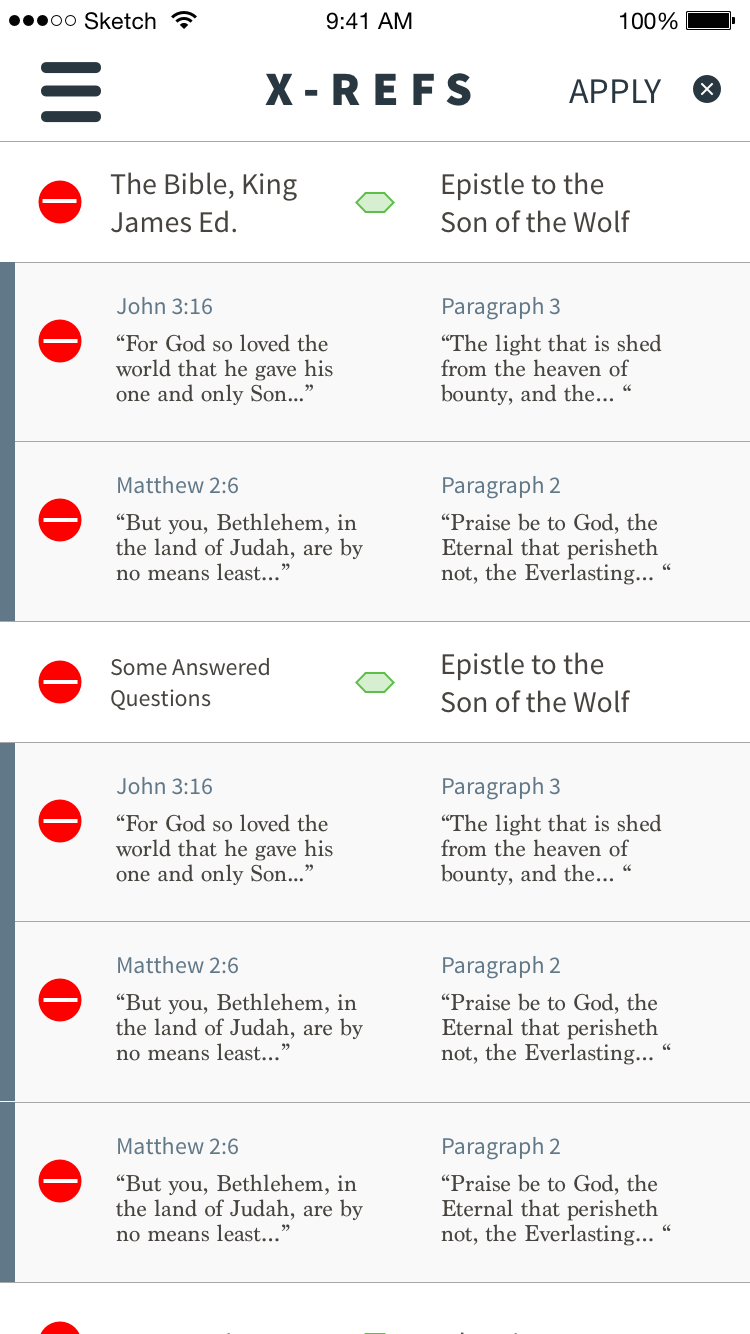 Sketch 9:41 AM 100%
X-REFS APPLY
The Bible, King
James Ed.
Epistle to the
Son of the Wolf
John 3:16
“For God so loved the
world that he gave his
one and only Son...”
Paragraph 3
“The light that is shed
from the heaven of
bounty, and the... “
Matthew 2:6
“But you, Bethlehem, in
the land of Judah, are by
no means least...”
Paragraph 2
“Praise be to God, the
Eternal that perisheth
not, the Everlasting... “
Some Answered
Questions
Epistle to the
Son of the Wolf
John 3:16
“For God so loved the
world that he gave his
one and only Son...”
Paragraph 3
“The light that is shed
from the heaven of
bounty, and the... “
Matthew 2:6
“But you, Bethlehem, in
the land of Judah, are by
no means least...”
Paragraph 2
“Praise be to God, the
Eternal that perisheth
not, the Everlasting... “
Matthew 2:6
“But you, Bethlehem, in
the land of Judah, are by
no means least...”
Paragraph 2
“Praise be to God, the
Eternal that perisheth
not, the Everlasting... “